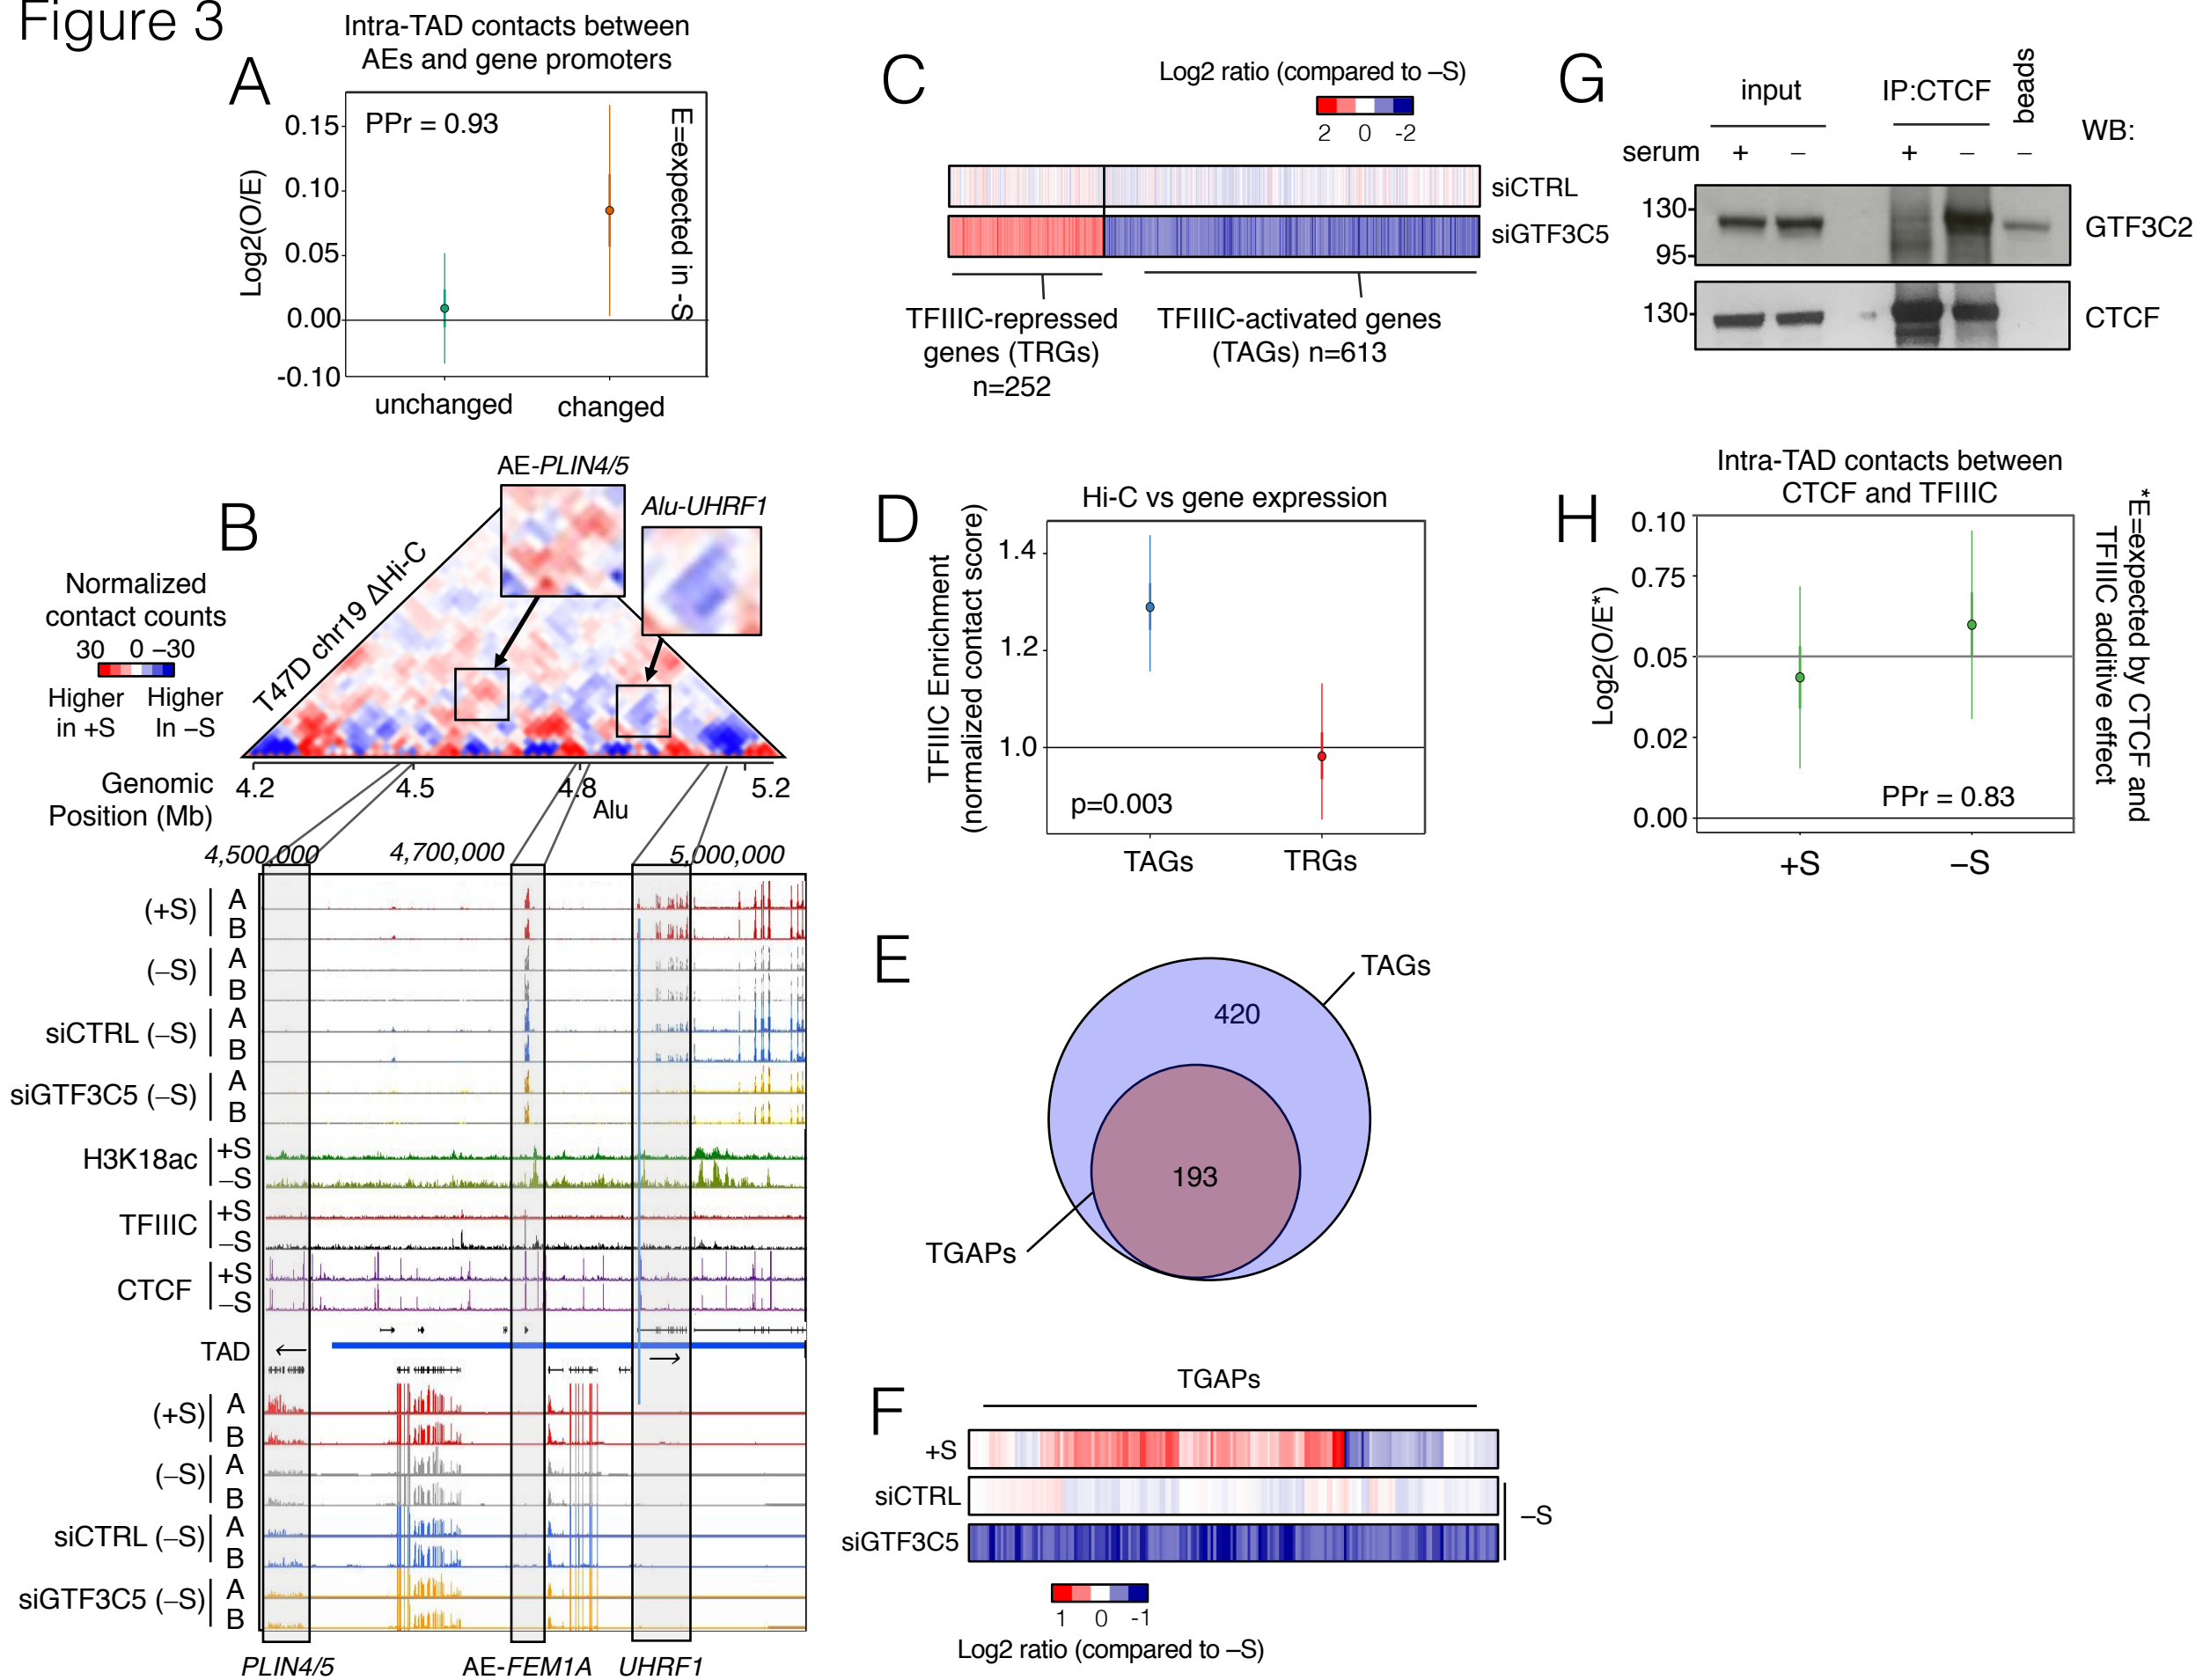 Figure 3
A
Intra-TAD contacts between
AEs and gene promoters
PPr = 0.93
E=expected in -S
Log2(O/E)
0.15
0.10
0.05
0.00
-0.10
unchanged
changed
B
AE-PLIN4/5
Alu-UHRF1
T47D chr19 ΔHi-C
Normalized
contact counts
30 0 –30
Higher
in +S
Higher
In –S
Genomic
Position (Mb)
4.2
4.5
4.8
5.2
Alu
4,500,000
4,700,000
5,000,000
(+S)
A
B
(–S)
A
B
siCTRL (–S)
A
B
siGTF3C5 (–S)
A
B
H3K18ac
+S
–S
TFIIIC
+S
–S
CTCF
+S
–S
TAD
(+S)
A
B
(–S)
A
B
siCTRL (–S)
A
B
siGTF3C5 (–S)
A
B
PLIN4/5
AE-FEM1A
UHRF1
C
Log2 ratio (compared to –S)
2 0 -2
siCTRL
siGTF3C5
TFIIIC-repressed
genes (TRGs)
n=252
TFIIIC-activated genes
(TAGs) n=613
D
Hi-C vs gene expression
TFIIIC Enrichment
(normalized contact score)
1.4
1.2
1.0
p=0.003
TAGs
TRGs
E
TAGs
420
193
TGAPs
F
TGAPs
+S
siCTRL
siGTF3C5
–S
1 0 -1
Log2 ratio (compared to –S)
G
input
IP:CTCF
beads
WB:
serum + – + – –
130-
95-
GTF3C2
130-
CTCF
H
Intra-TAD contacts between
CTCF and TFIIIC
*E=expected by CTCF and
TFIIIC additive effect
Log2(O/E*)
0.10
0.75
0.05
0.02
0.00
PPr = 0.83
+S
–S